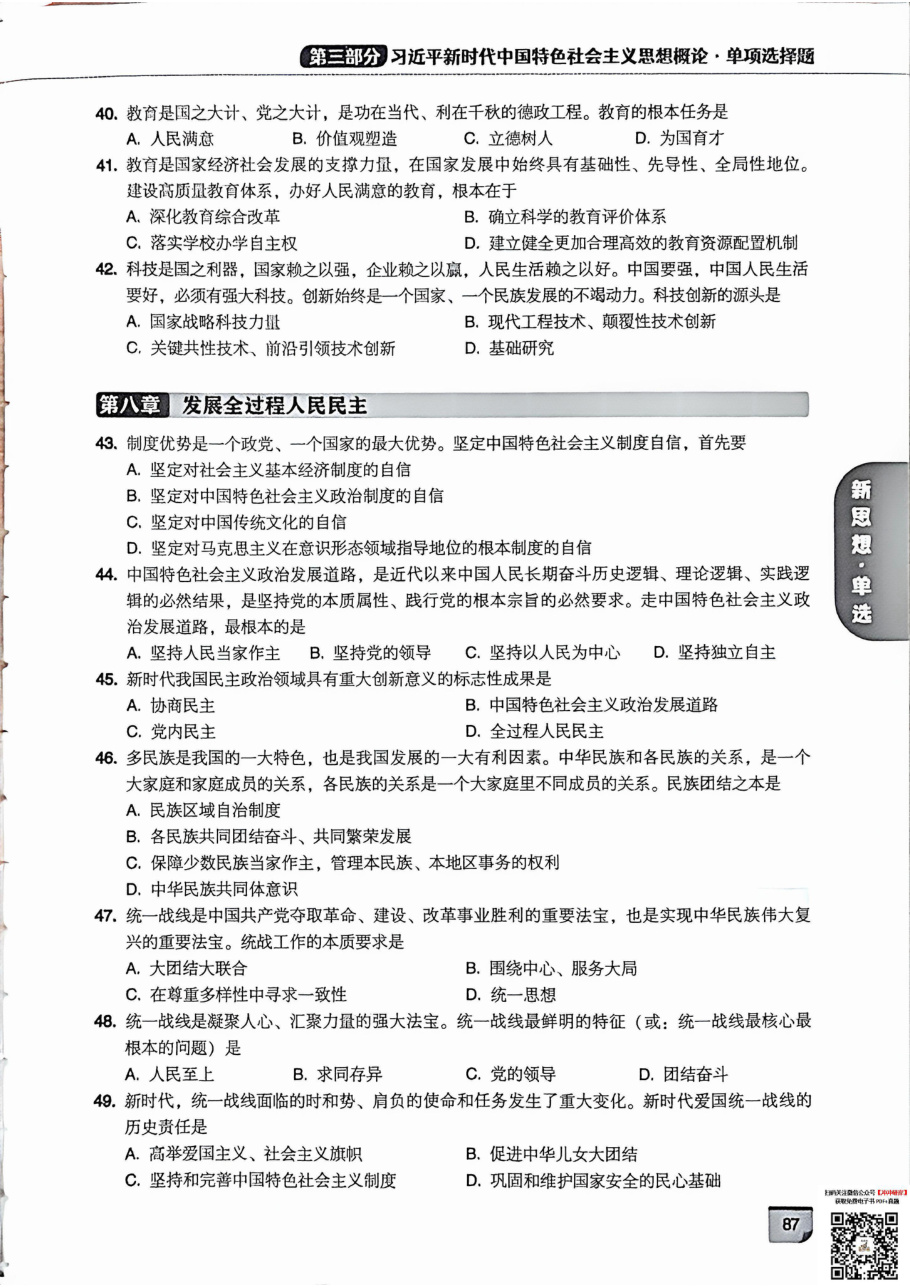 第三部分 习近平新时代中国特色社会主义思想概论·单项选择题
40. 教育是国之大计、党之大计，是功在当代、利在千秋的德政工程。教育的根本任务是
A. 人民满意 B. 价值观塑造 C. 立德树人 D. 为国育才
41. 教育是国家经济社会发展的支撑力量，在国家发展中始终具有基础性、先导性、全局性地位。
建设高质量教育体系，办好人民满意的教育，根本在于
A. 深化教育综合改革 B. 确立科学的教育评价体系
C. 落实学校办学自主权 D. 建立健全更加合理高效的教育资源配置机制
42. 科技是国之利器，国家赖之以强，企业赖之以赢，人民生活赖之以好。中国要强，中国人民生活
要好，必须有强大科技。创新始终是一个国家、一个民族发展的不竭动力。科技创新的源头是
A. 国家战略科技力量 B. 现代工程技术、颠覆性技术创新
C. 关键共性技术、前沿引领技术创新 D. 基础研究
第八章 发展全过程人民民主
43. 制度优势是一个政党、一个国家的最大优势。坚定中国特色社会主义制度自信，首先要
A. 坚定对社会主义基本经济制度的自信
B. 坚定对中国特色社会主义政治制度的自信
C. 坚定对中国传统文化的自信
D. 坚定对马克思主义在意识形态领域指导地位的根本制度的自信
44. 中国特色社会主义政治发展道路，是近代以来中国人民长期奋斗历史逻辑、理论逻辑、实践逻
辑的必然结果，是坚持党的本质属性、践行党的根本宗旨的必然要求。走中国特色社会主义政
治发展道路，最根本的是
A. 坚持人民当家作主 B. 坚持党的领导 C. 坚持以人民为中心 D. 坚持独立自主
45. 新时代我国民主政治领域具有重大创新意义的标志性成果是
A. 协商民主 B. 中国特色社会主义政治发展道路
C. 党内民主 D. 全过程人民民主
46. 多民族是我国的一大特色，也是我国发展的一大有利因素。中华民族和各民族的关系，是一个
大家庭和家庭成员的关系，各民族的关系是一个大家庭里不同成员的关系。民族团结之本是
A. 民族区域自治制度
B. 各民族共同团结奋斗、共同繁荣发展
C. 保障少数民族当家作主，管理本民族、本地区事务的权利
D. 中华民族共同体意识
47. 统一战线是中国共产党夺取革命、建设、改革事业胜利的重要法宝，也是实现中华民族伟大复
兴的重要法宝。统战工作的本质要求是
A. 大团结大联合 B. 围绕中心、服务大局
C. 在尊重多样性中寻求一致性 D. 统一思想
48. 统一战线是凝聚人心、汇聚力量的强大法宝。统一战线最鲜明的特征（或：统一战线最核心最
根本的问题）是
A. 人民至上 B. 求同存异 C. 党的领导 D. 团结奋斗
49. 新时代，统一战线面临的时和势、肩负的使命和任务发生了重大变化。新时代爱国统一战线的
历史责任是
A. 高举爱国主义、社会主义旗帜 B. 促进中华儿女大团结
C. 坚持和完善中国特色社会主义制度 D. 巩固和维护国家安全的民心基础
新思想·单选
87
扫码关注微信公众号【冲冲研资】
获取免费电子书PDF+真题